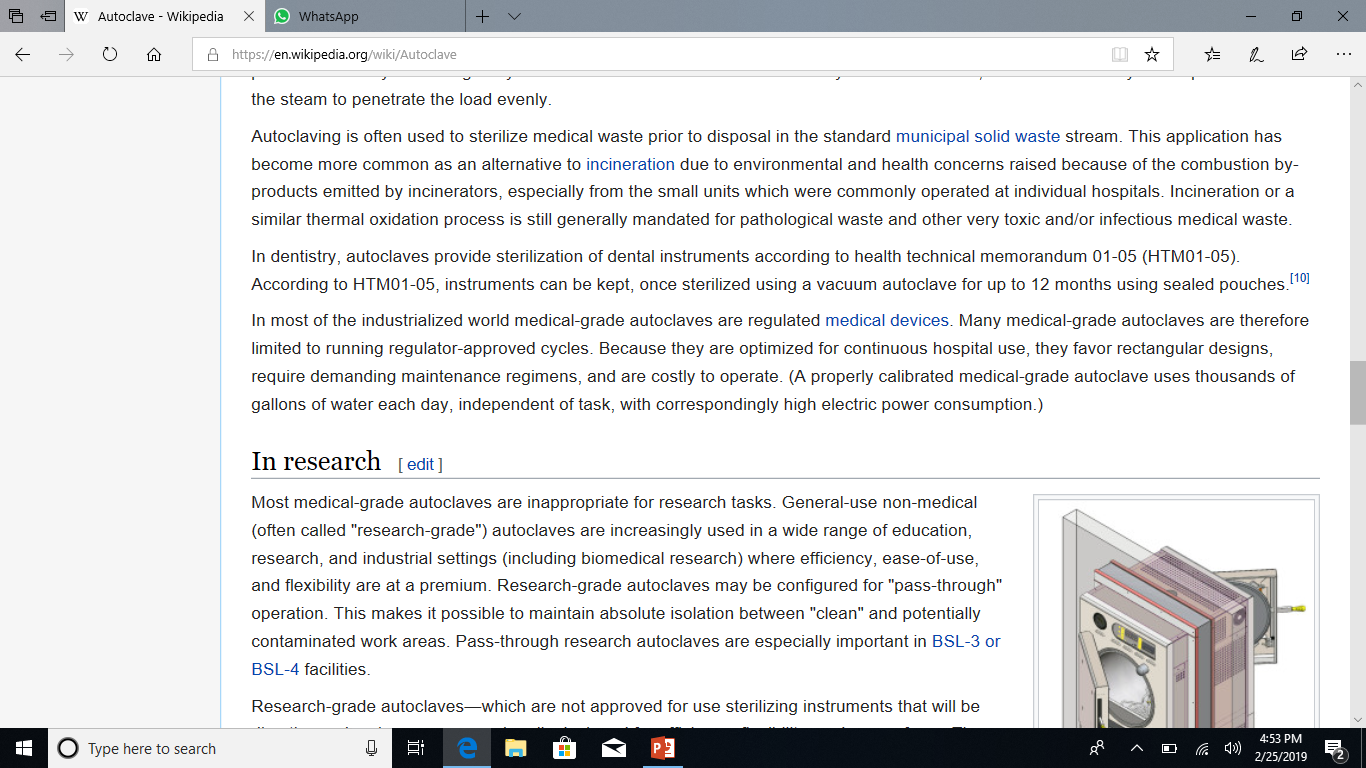 Autoclave - Wikipedia
WhatsApp
https://en.wikipedia.org/wiki/Autoclave
the steam to penetrate the load evenly.
Autoclaving is often used to sterilize medical waste prior to disposal in the standard municipal solid waste stream. This application has
become more common as an alternative to incineration due to environmental and health concerns raised because of the combustion by-
products emitted by incinerators, especially from the small units which were commonly operated at individual hospitals. Incineration or a
similar thermal oxidation process is still generally mandated for pathological waste and other very toxic and/or infectious medical waste.
In dentistry, autoclaves provide sterilization of dental instruments according to health technical memorandum 01-05 (HTM01-05).
According to HTM01-05, instruments can be kept, once sterilized using a vacuum autoclave for up to 12 months using sealed pouches.[10]
In most of the industrialized world medical-grade autoclaves are regulated medical devices. Many medical-grade autoclaves are therefore
limited to running regulator-approved cycles. Because they are optimized for continuous hospital use, they favor rectangular designs,
require demanding maintenance regimens, and are costly to operate. (A properly calibrated medical-grade autoclave uses thousands of
gallons of water each day, independent of task, with correspondingly high electric power consumption.)
In research [ edit ]
Most medical-grade autoclaves are inappropriate for research tasks. General-use non-medical
(often called "research-grade") autoclaves are increasingly used in a wide range of education,
research, and industrial settings (including biomedical research) where efficiency, ease-of-use,
and flexibility are at a premium. Research-grade autoclaves may be configured for "pass-through"
operation. This makes it possible to maintain absolute isolation between "clean" and potentially
contaminated work areas. Pass-through research autoclaves are especially important in BSL-3 or
BSL-4 facilities.
Research-grade autoclaves—which are not approved for use sterilizing instruments that will be
Type here to search
4:53 PM
2/25/2019
2